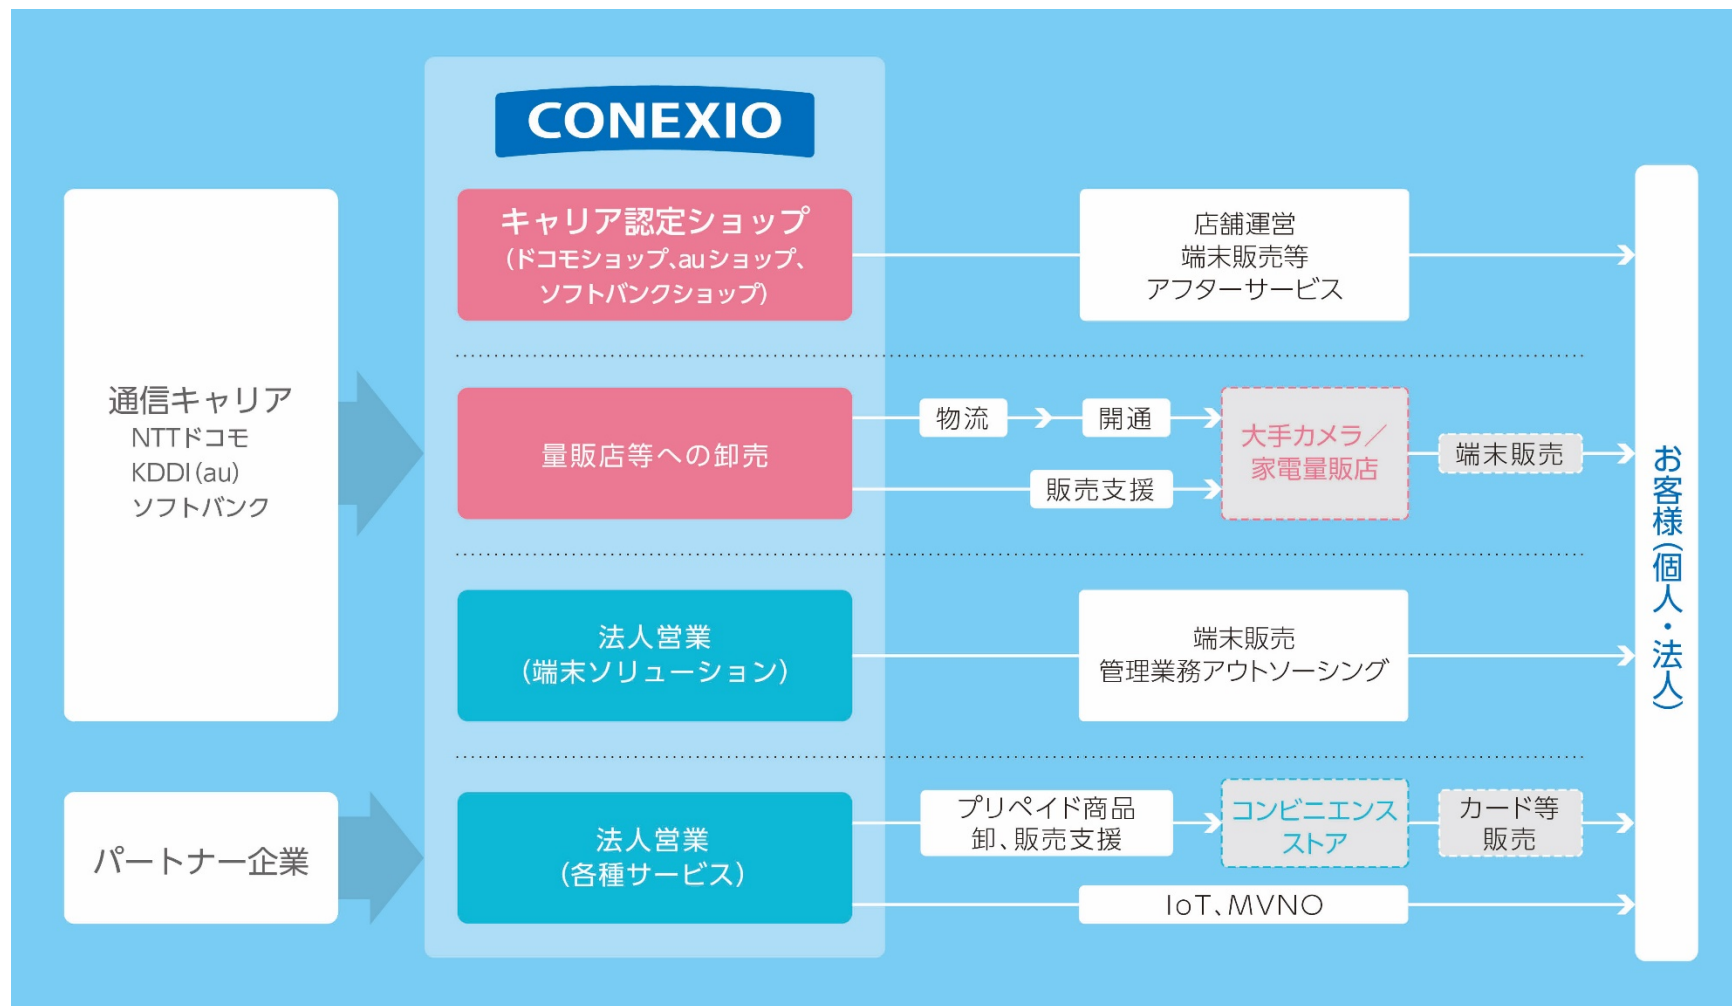 CONEXIO
通信キャリア
NTTドコモ
KDDI(au)
ソフトバンク
キャリア認定ショップ
(ドコモショップ、auショップ、
ソフトバンクショップ)
店舗運営
端末販売等
アフターサービス
量販店等への卸売
物流
開通
販売支援
大手カメラ／
家電量販店
端末販売
法人営業
(端末ソリューション)
端末販売
管理業務アウトソーシング
パートナー企業
法人営業
(各種サービス)
プリペイド商品
卸、販売支援
コンビニエンス
ストア
カード等
販売
IoT、MVNO
お客様(個人・法人)